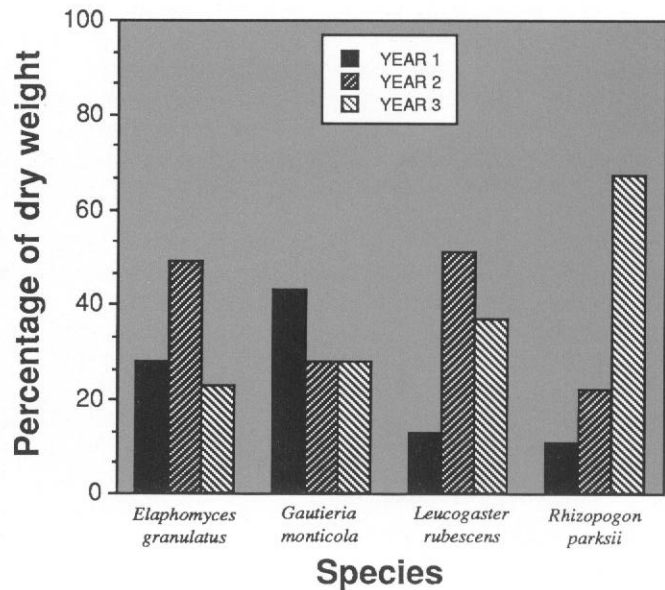 100
80
60
40
20
0
Percentage of dry weight
YEAR 1
YEAR 2
YEAR 3
Elaphomyces
granulatus
Gautieria
monticola
Leucogaster
rubescens
Rhizopogon
parksii
Species